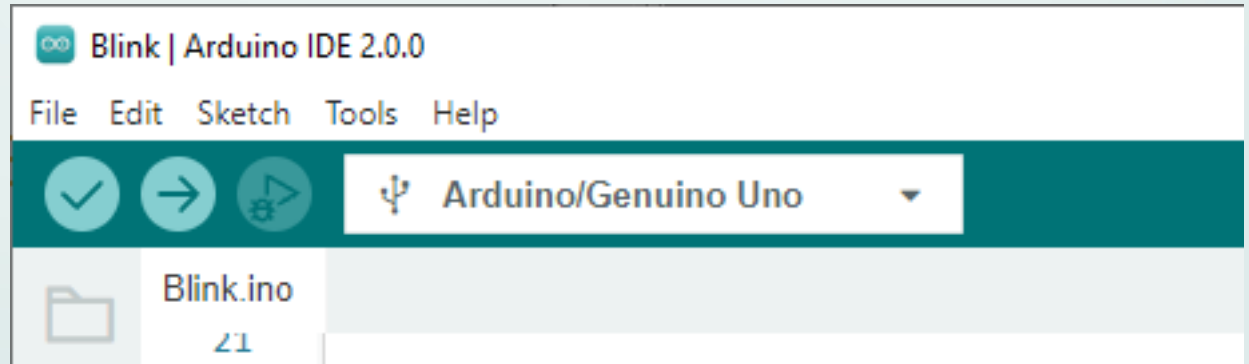 Blink | Arduino IDE 2.0.0
File Edit Sketch Tools Help
Arduino/Genuino Uno
Blink.ino
21